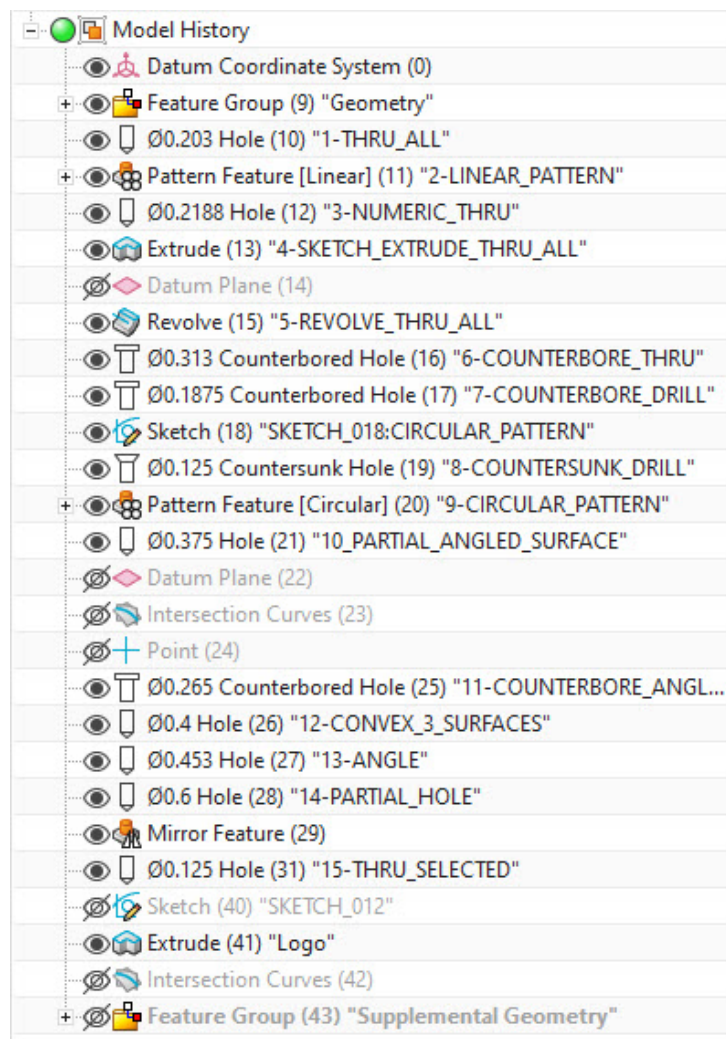 Model History
Datum Coordinate System (0)
Feature Group (9) "Geometry"
Ø0.203 Hole (10) "1-THRU_ALL"
Pattern Feature [Linear] (11) "2-LINEAR_PATTERN"
Ø0.2188 Hole (12) "3-NUMERIC_THRU"
Extrude (13) "4-SKETCH_EXTRUDE_THRU_ALL"
Datum Plane (14)
Revolve (15) "5-REVOLVE_THRU_ALL"
Ø0.313 Counterbored Hole (16) "6-COUNTERBORE_THRU"
Ø0.1875 Counterbored Hole (17) "7-COUNTERBORE_DRILL"
Sketch (18) "SKETCH_018:CIRCULAR_PATTERN"
Ø0.125 Countersunk Hole (19) "8-COUNTERSUNK_DRILL"
Pattern Feature [Circular] (20) "9-CIRCULAR_PATTERN"
Ø0.375 Hole (21) "10_PARTIAL_ANGLED_SURFACE"
Datum Plane (22)
Intersection Curves (23)
Point (24)
Ø0.265 Counterbored Hole (25) "11-COUNTERBORE_ANGL...
Ø0.4 Hole (26) "12-CONVEX_3_SURFACES"
Ø0.453 Hole (27) "13-ANGLE"
Ø0.6 Hole (28) "14-PARTIAL_HOLE"
Mirror Feature (29)
Ø0.125 Hole (31) "15-THRU_SELECTED"
Sketch (40) "SKETCH_012"
Extrude (41) "Logo"
Intersection Curves (42)
Feature Group (43) "Supplemental Geometry"